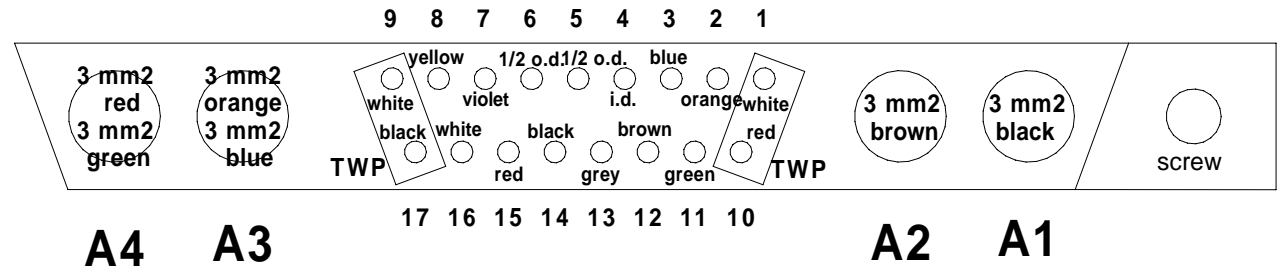 9 8 7 6 5 4 3 2 1
yellow 1/2 o.d. 1/2 o.d. blue
3 mm2 3 mm2
red orange white violet i.d. orange white 3 mm2 3 mm2
3 mm2 3 mm2 black white black brown red brown black
green blue
TWP red grey green TWP screw
17 16 15 14 13 12 11 10
A4 A3 A2 A1